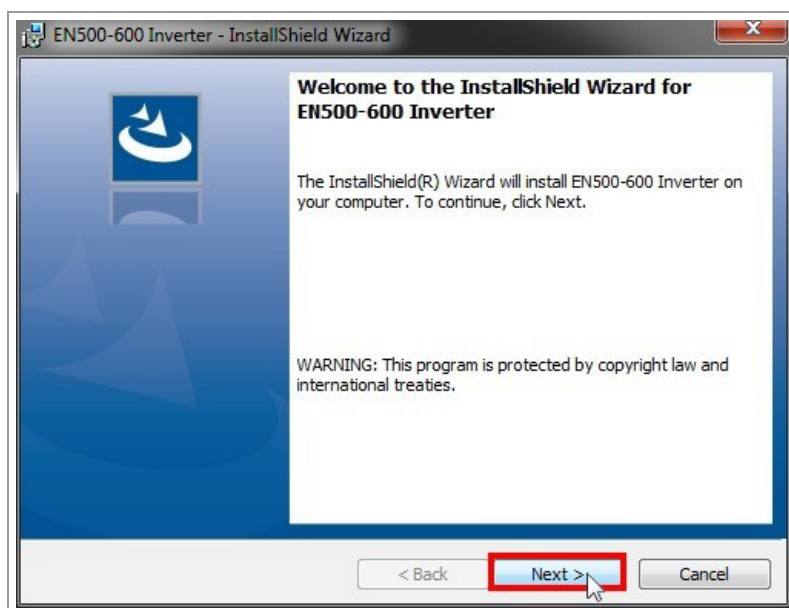 EN500-600 Inverter - InstallShield Wizard
Welcome to the InstallShield Wizard for
EN500-600 Inverter
The InstallShield(R) Wizard will install EN500-600 Inverter on
your computer. To continue, click Next.
WARNING: This program is protected by copyright law and
international treaties.
< Back Next > Cancel